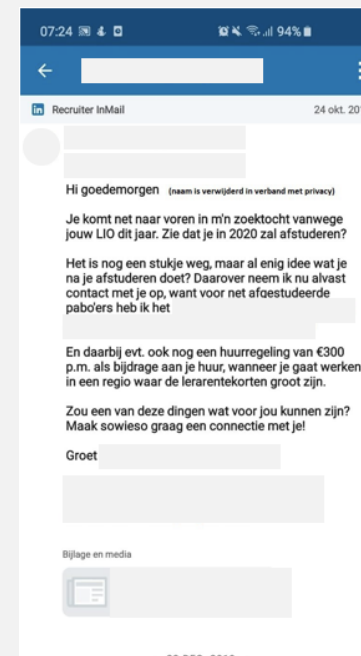 07:24 94%
in Recruiter InMail 24 okt. 201
Hi goedemorgen (naam is verwijderd in verband met privacy)
Je komt net naar voren in m'n zoektocht vanwege
jouw LIO dit jaar. Zie dat je in 2020 zal afstuderen?
Het is nog een stukje weg, maar al enig idee wat je
na je afstuderen doet? Daarover neem ik nu alvast
contact met je op, want voor net afgestudeerde
pabo'ers heb ik het
En daarbij evt. ook nog een huurregeling van €300
p.m. als bijdrage aan je huur, wanneer je gaat werken
in een regio waar de lerarentekorten groot zijn.
Zou een van deze dingen wat voor jou kunnen zijn?
Maak sowieso graag een connectie met je!
Groet
Bijlage en media